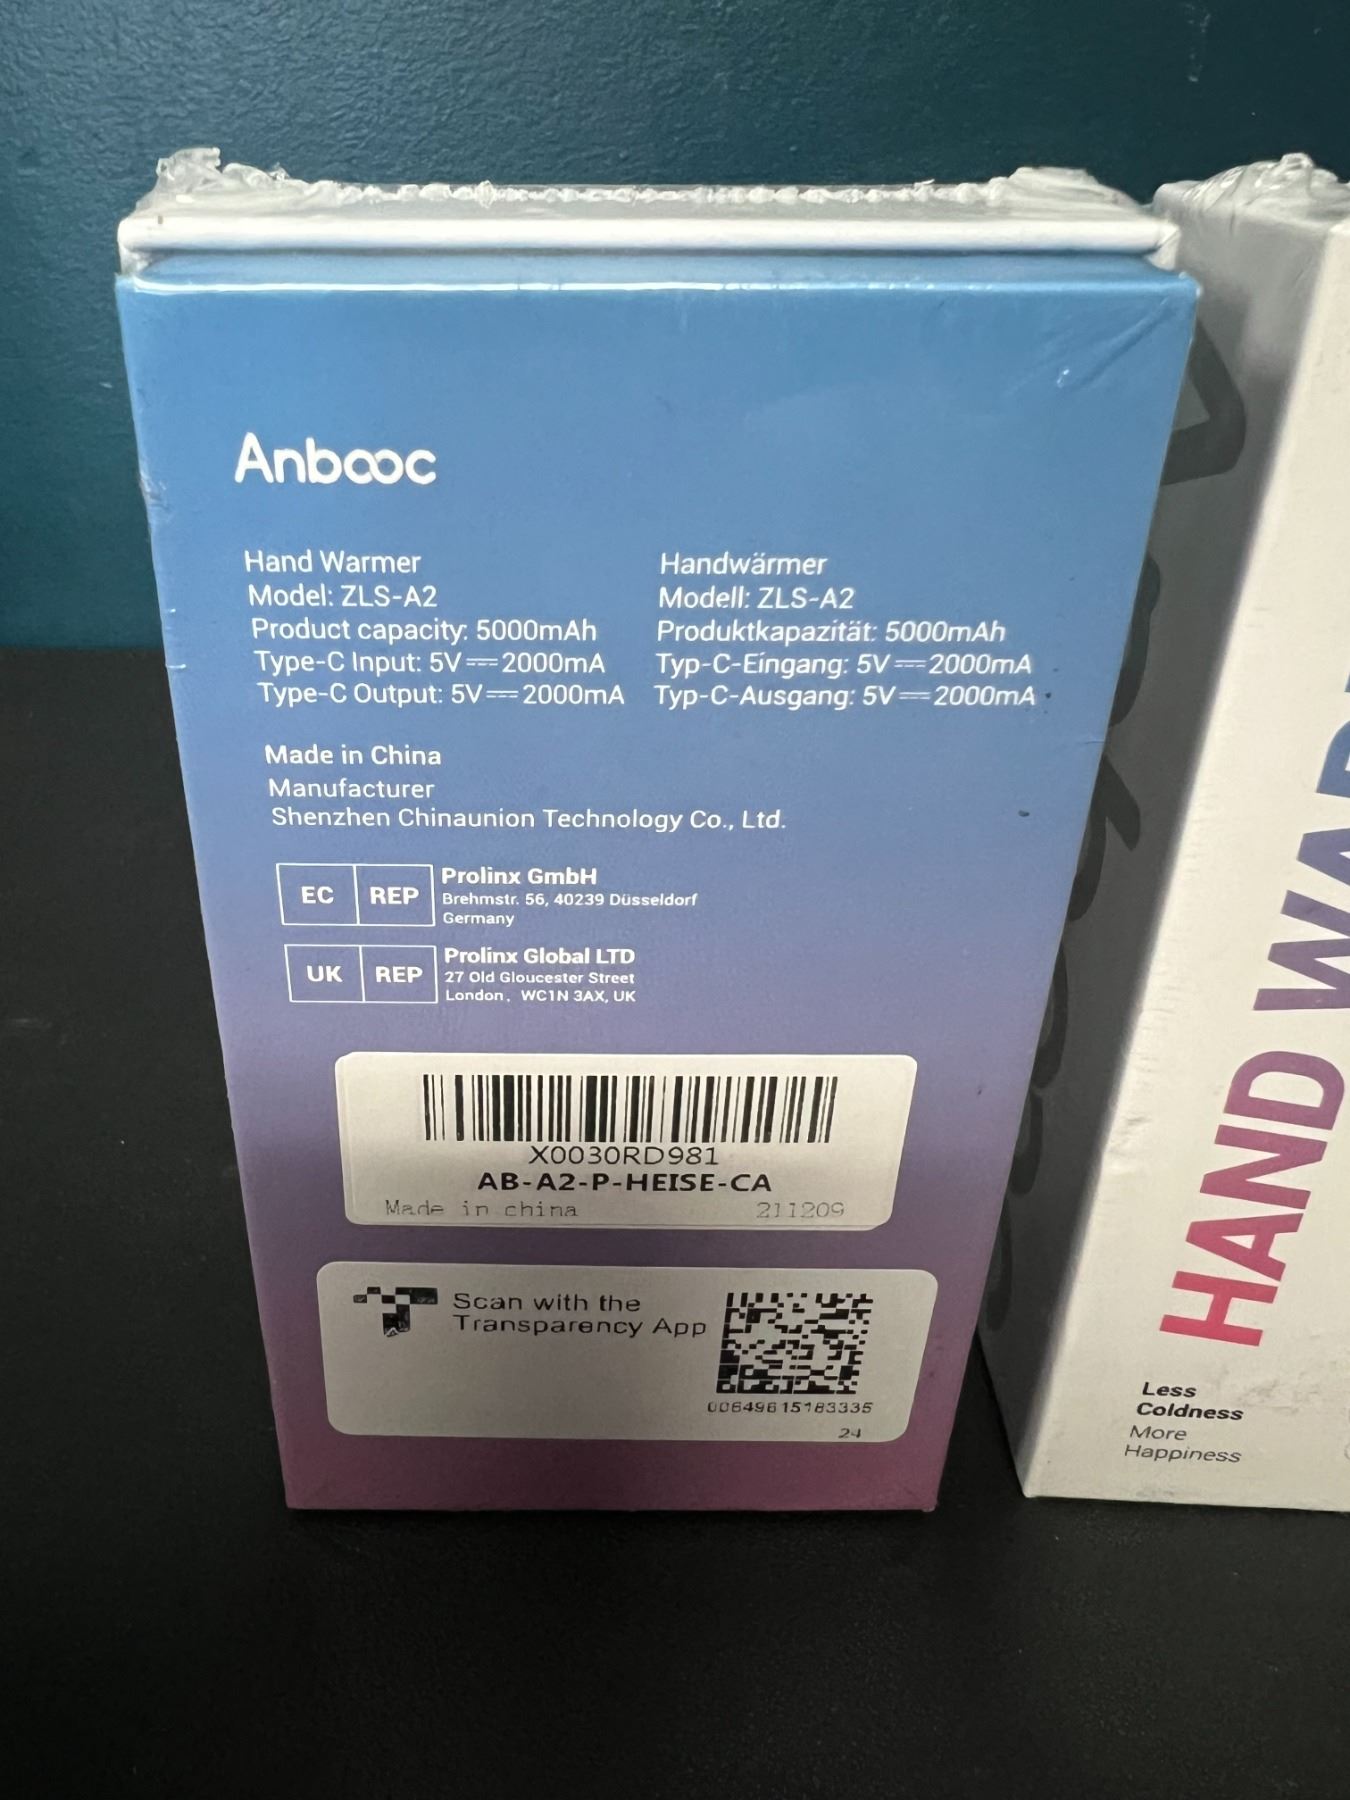 Anbooc
Hand Warmer
Model: ZLS-A2
Product capacity: 5000mAh
Type-C Input: 5V⎓2000mA
Type-C Output: 5V⎓2000mA
Handwärmer
Modell: ZLS-A2
Produktkapazität: 5000mAh
Typ-C-Eingang: 5V⎓2000mA
Typ-C-Ausgang: 5V⎓2000mA
Made in China
Manufacturer
Shenzhen Chinaunion Technology Co., Ltd.
EC REP
Prolinx GmbH
Brehmstr. 56, 40239 Düsseldorf
Germany
UK REP
Prolinx Global LTD
27 Old Gloucester Street
London, WC1N 3AX, UK
X0030RD981
AB-A2-P-HEISE-CA
Made in china 211209
Scan with the
Transparency App
00649615183335
24
HAND
Less
Coldness
More
Happiness